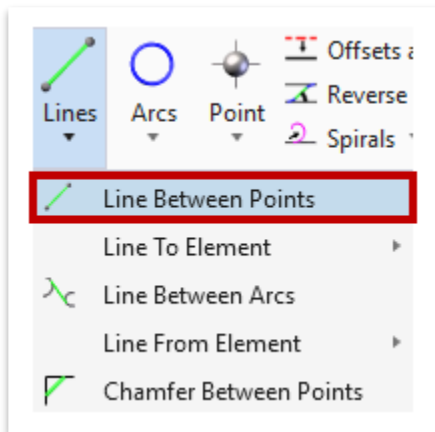 Lines
Arcs
Point
Offsets a
Reverse
Spirals
Line Between Points
Line To Element
Line Between Arcs
Line From Element
Chamfer Between Points